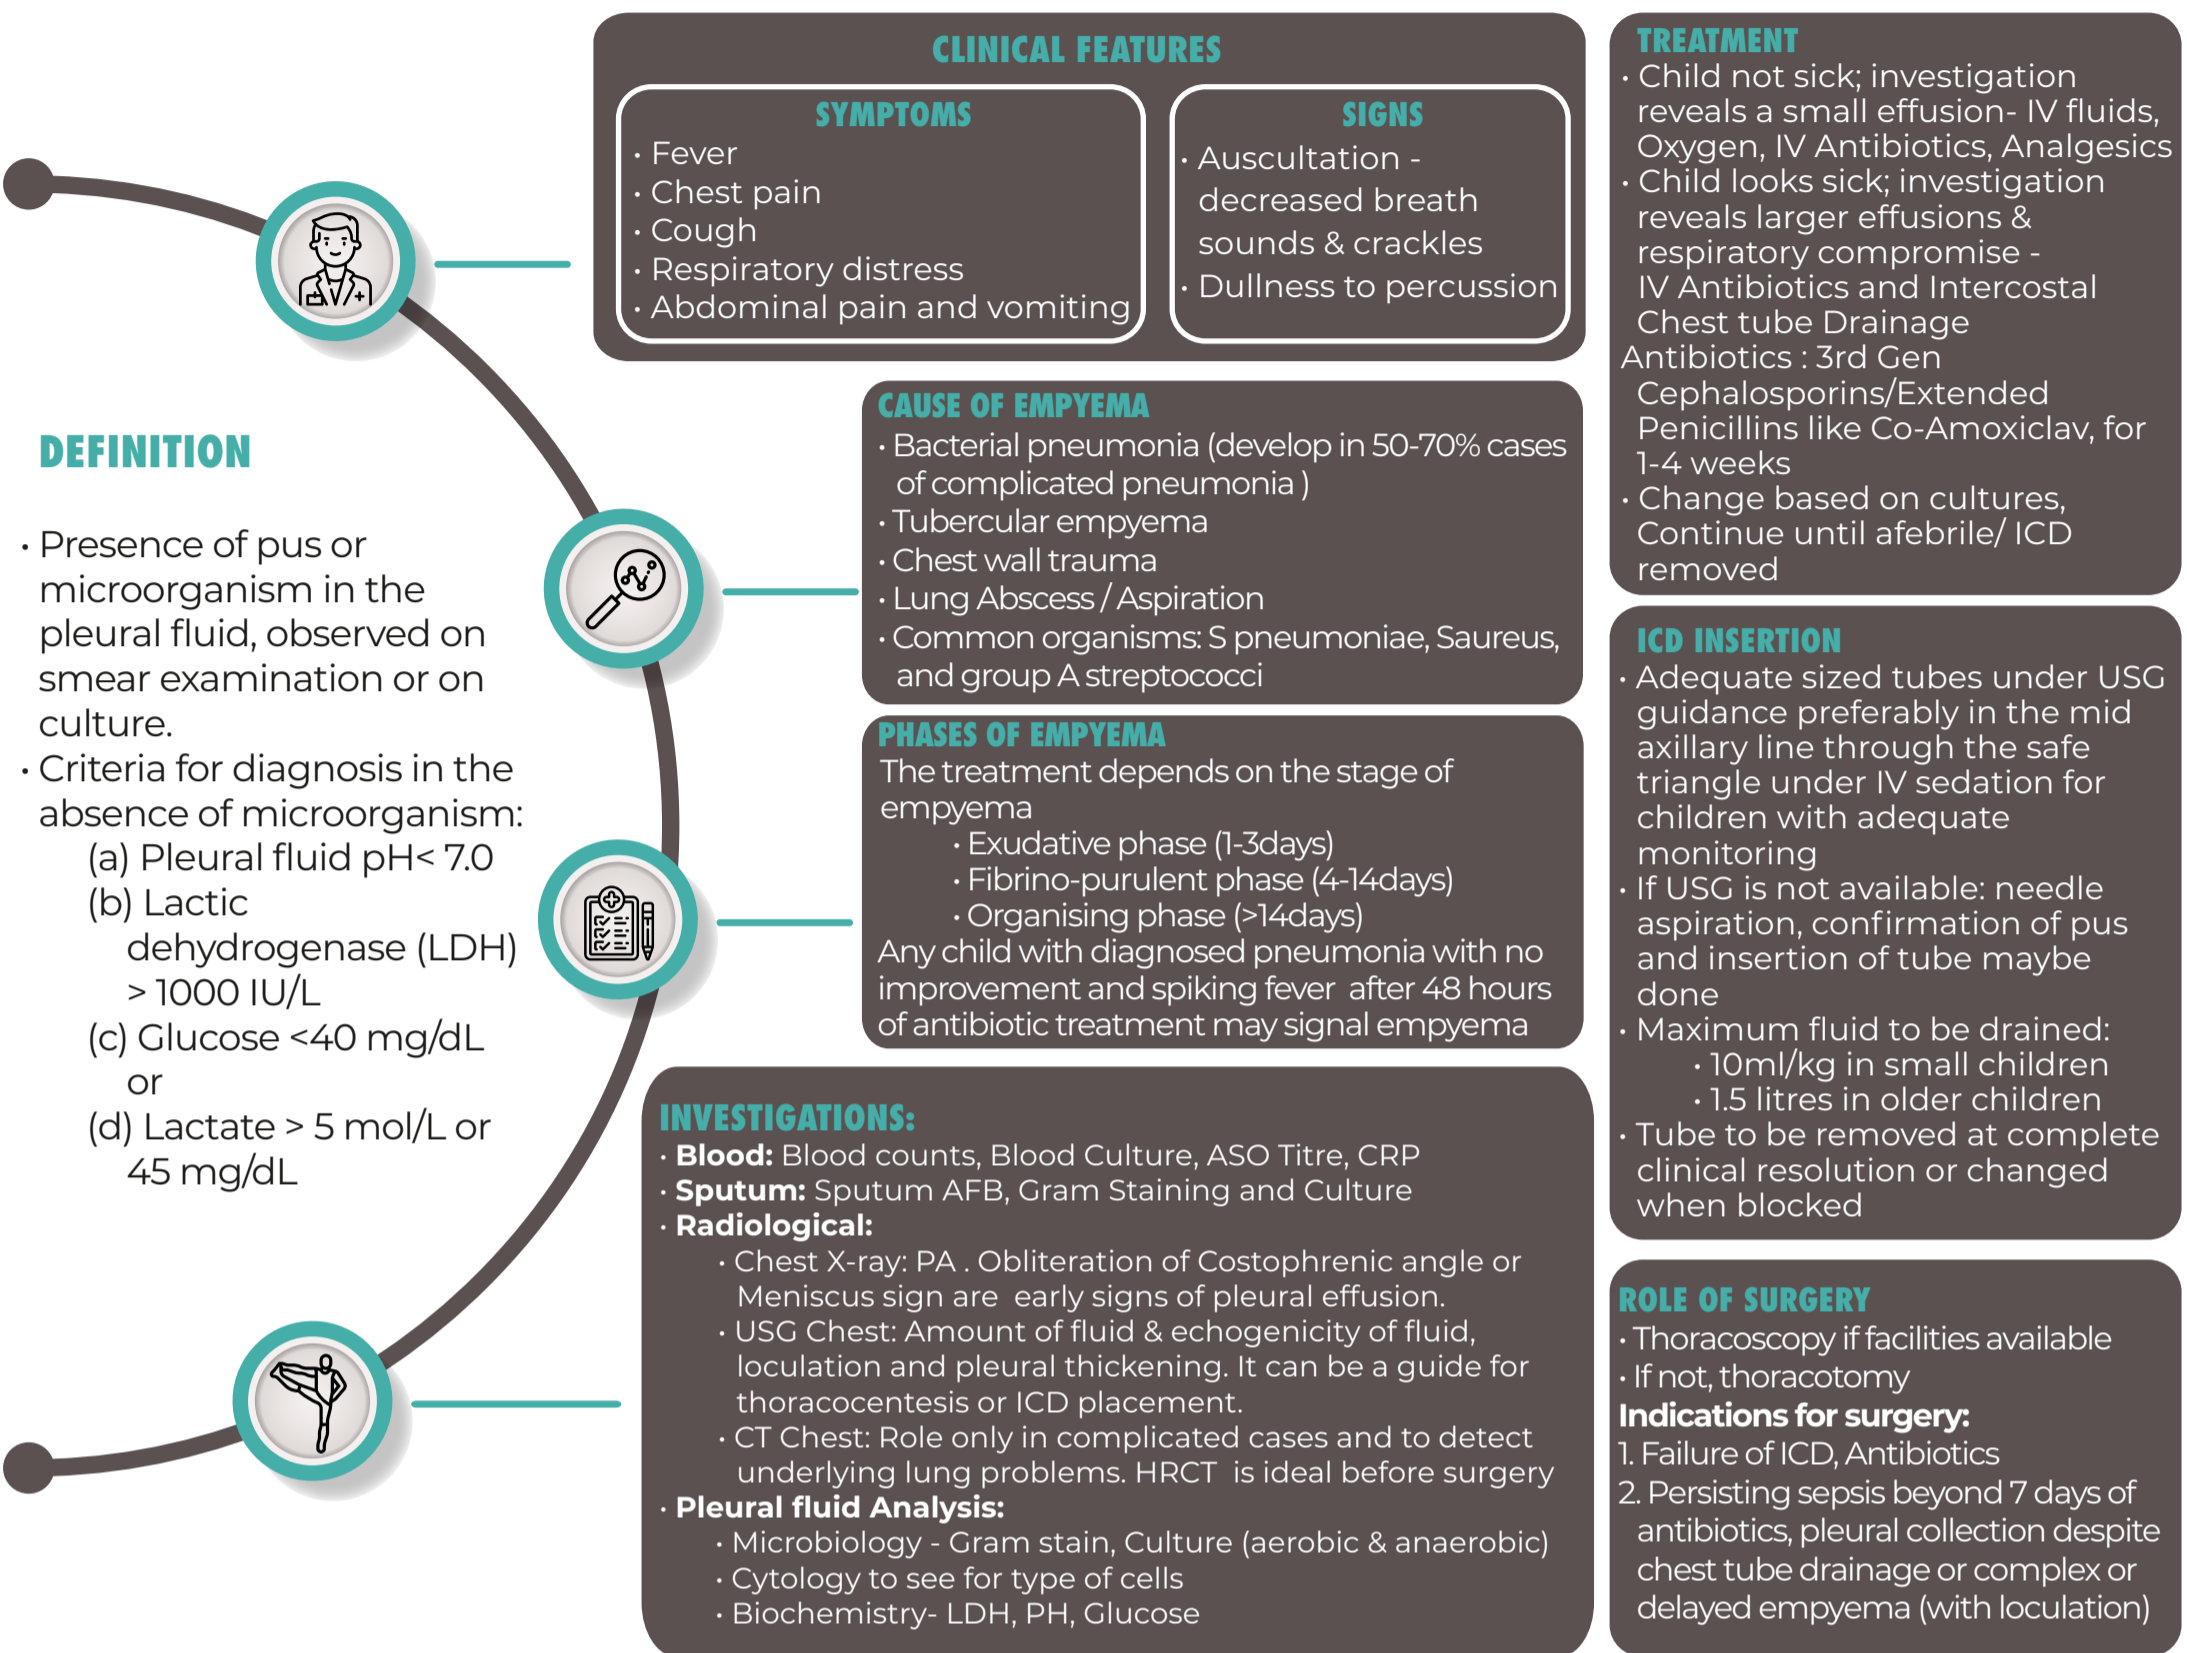 DEFINITION
· Presence of pus or
microorganism in the
pleural fluid, observed on
smear examination or on
culture.
· Criteria for diagnosis in the
absence of microorganism:
(a) Pleural fluid pH< 7.0
(b) Lactic
dehydrogenase (LDH)
> 1000 IU/L
(c) Glucose <40 mg/dL
or
(d) Lactate > 5 mol/L or
45 mg/dL
CLINICAL FEATURES
SYMPTOMS
· Fever
· Chest pain
· Cough
· Respiratory distress
· Abdominal pain and vomiting
SIGNS
· Auscultation -
decreased breath
sounds & crackles
· Dullness to percussion
CAUSE OF EMPYEMA
· Bacterial pneumonia (develop in 50-70% cases
of complicated pneumonia )
· Tubercular empyema
· Chest wall trauma
· Lung Abscess / Aspiration
· Common organisms: S pneumoniae, Saureus,
and group A streptococci
PHASES OF EMPYEMA
The treatment depends on the stage of
empyema
· Exudative phase (1-3days)
· Fibrino-purulent phase (4-14days)
· Organising phase (>14days)
Any child with diagnosed pneumonia with no
improvement and spiking fever after 48 hours
of antibiotic treatment may signal empyema
INVESTIGATIONS:
· Blood: Blood counts, Blood Culture, ASO Titre, CRP
· Sputum: Sputum AFB, Gram Staining and Culture
· Radiological:
· Chest X-ray: PA . Obliteration of Costophrenic angle or
Meniscus sign are early signs of pleural effusion.
· USG Chest: Amount of fluid & echogenicity of fluid,
loculation and pleural thickening. It can be a guide for
thoracocentesis or ICD placement.
· CT Chest: Role only in complicated cases and to detect
underlying lung problems. HRCT is ideal before surgery
· Pleural fluid Analysis:
· Microbiology - Gram stain, Culture (aerobic & anaerobic)
· Cytology to see for type of cells
· Biochemistry- LDH, PH, Glucose
TREATMENT
· Child not sick; investigation
reveals a small effusion- IV fluids,
Oxygen, IV Antibiotics, Analgesics
· Child looks sick; investigation
reveals larger effusions &
respiratory compromise -
IV Antibiotics and Intercostal
Chest tube Drainage
Antibiotics : 3rd Gen
Cephalosporins/Extended
Penicillins like Co-Amoxiclav, for
1-4 weeks
· Change based on cultures,
Continue until afebrile/ ICD
removed
ICD INSERTION
· Adequate sized tubes under USG
guidance preferably in the mid
axillary line through the safe
triangle under IV sedation for
children with adequate
monitoring
· If USG is not available: needle
aspiration, confirmation of pus
and insertion of tube maybe
done
· Maximum fluid to be drained:
· 10ml/kg in small children
· 1.5 litres in older children
· Tube to be removed at complete
clinical resolution or changed
when blocked
ROLE OF SURGERY
· Thoracoscopy if facilities available
· If not, thoracotomy
Indications for surgery:
1. Failure of ICD, Antibiotics
2. Persisting sepsis beyond 7 days of
antibiotics, pleural collection despite
chest tube drainage or complex or
delayed empyema (with loculation)